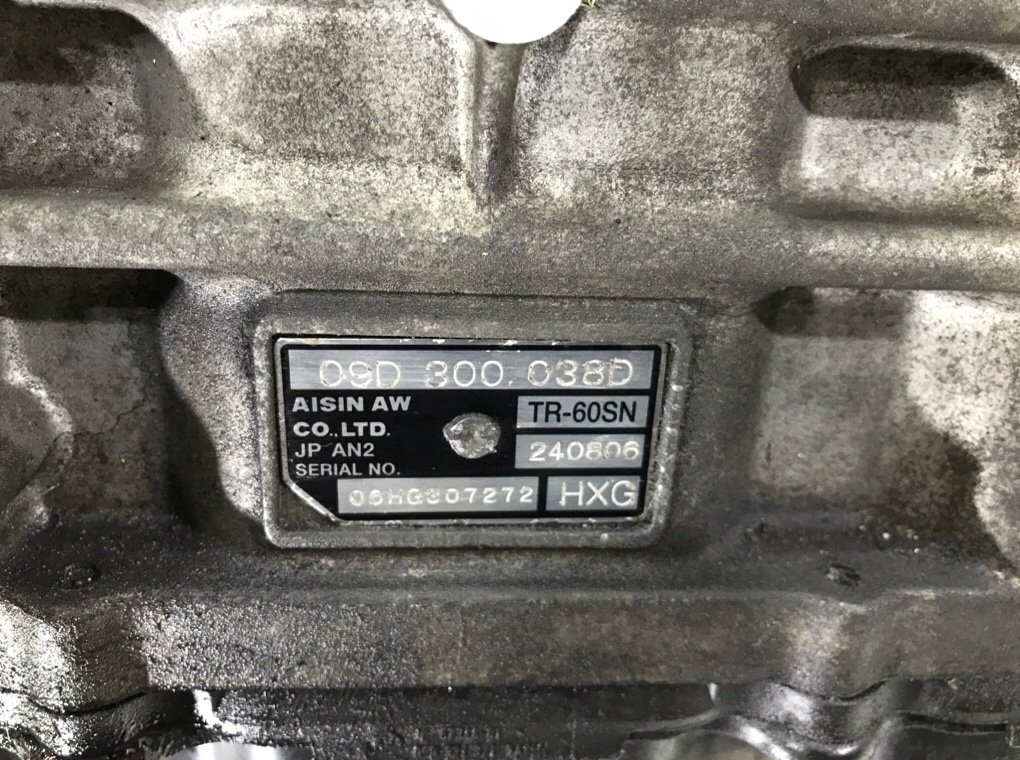 09D 300 038D
AISIN AW
CO.,LTD.
TR-60SN
JP AN2
240806
SERIAL NO.
06HG307272
HXG